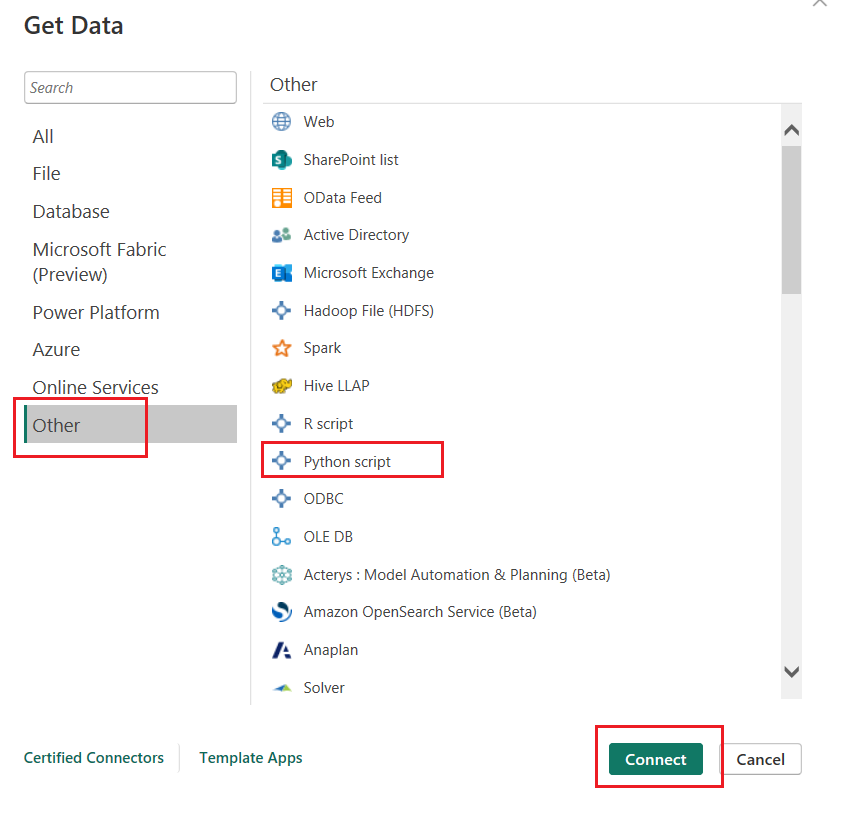 Get Data
Search
All
File
Database
Microsoft Fabric
(Preview)
Power Platform
Azure
Online Services
Other
Other
Web
SharePoint list
OData Feed
Active Directory
Microsoft Exchange
Hadoop File (HDFS)
Spark
Hive LLAP
R script
Python script
ODBC
OLE DB
Acterys : Model Automation & Planning (Beta)
Amazon OpenSearch Service (Beta)
Anaplan
Solver
Certified Connectors
Template Apps
Connect
Cancel